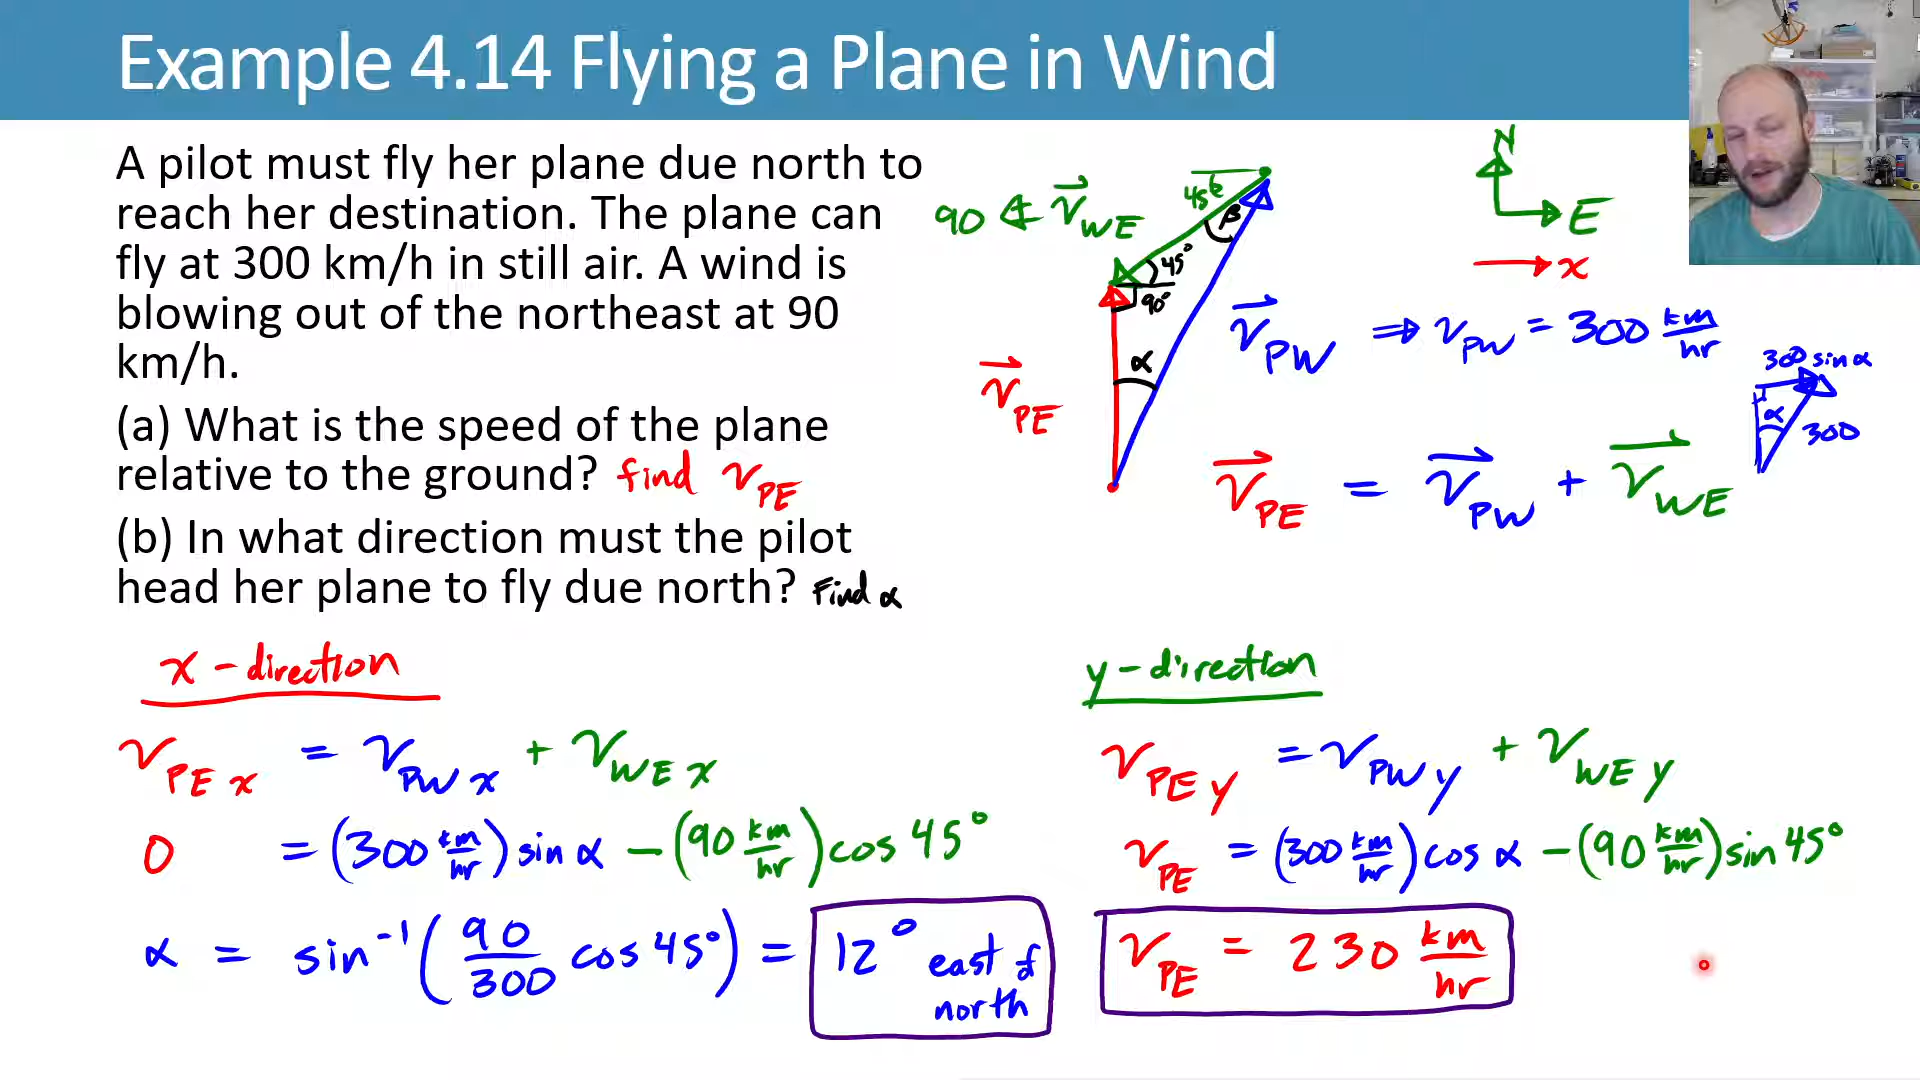 Example 4.14 Flying a Plane in Wind
A pilot must fly her plane due north to
reach her destination. The plane can
fly at 300 km/h in still air. A wind is
blowing out of the northeast at 90
km/h.
(a) What is the speed of the plane
relative to the ground? find v_PE
(b) In what direction must the pilot
head her plane to fly due north? Find α
90 ⇐ v⃗_WE
45°
β
45°
90°
α
v⃗_PE
N
E
x
v⃗_PW ⇒ v_PW = 300 km/hr
300 sin α
α
300
v⃗_PE = v⃗_PW + v⃗_WE
x - direction
v_PEx = v_PWx + v_WEx
0 = (300 km/hr) sin α − (90 km/hr) cos 45°
α = sin⁻¹ (90/300 cos 45°) = 12° east of north
y - direction
v_PEy = v_PWy + v_WEy
v_PE = (300 km/hr) cos α − (90 km/hr) sin 45°
v_PE = 230 km/hr